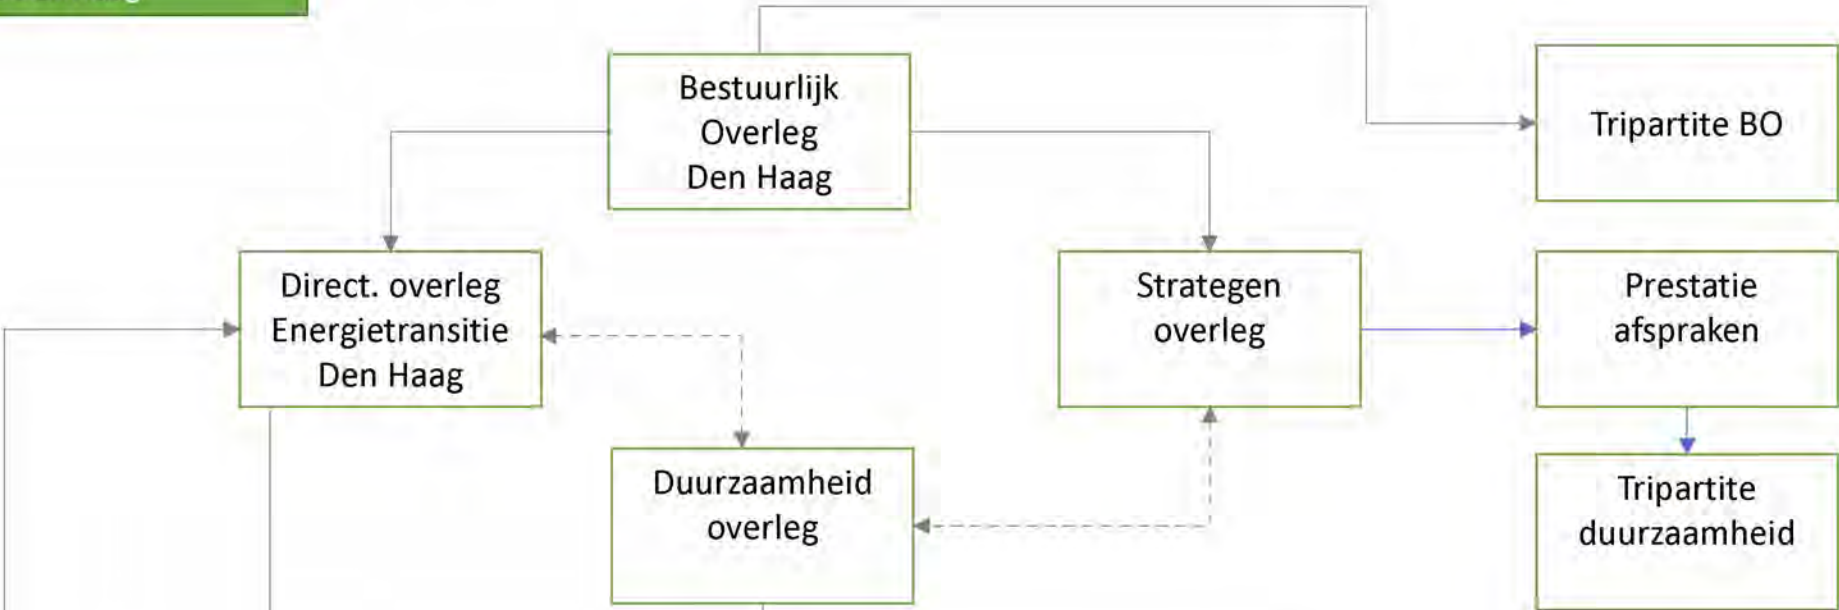 Bestuurlijk
Overleg
Den Haag
Tripartite BO
Direct. overleg
Energietransitie
Den Haag
Strategen
overleg
Prestatie
afspraken
Duurzaamheid
overleg
Tripartite
duurzaamheid